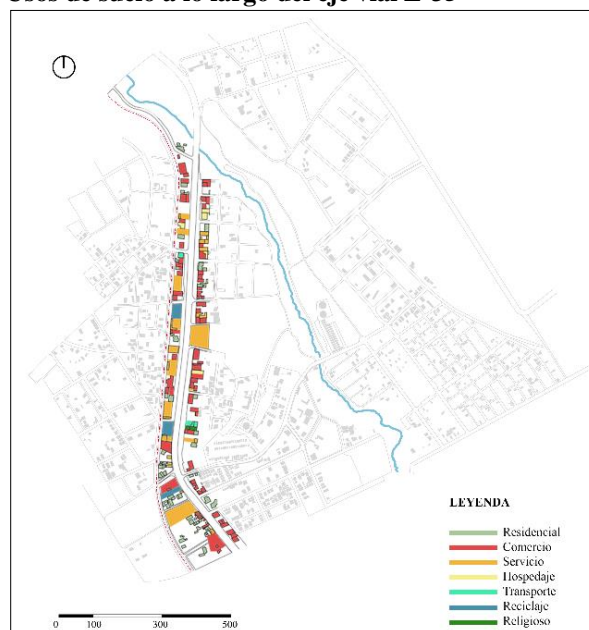 Usos de suelo a lo largo del eje vial E-35
LEYENDA
Residencial
Comercio
Servicio
Hospedaje
Transporte
Reciclaje
Religioso
0 100 300 500